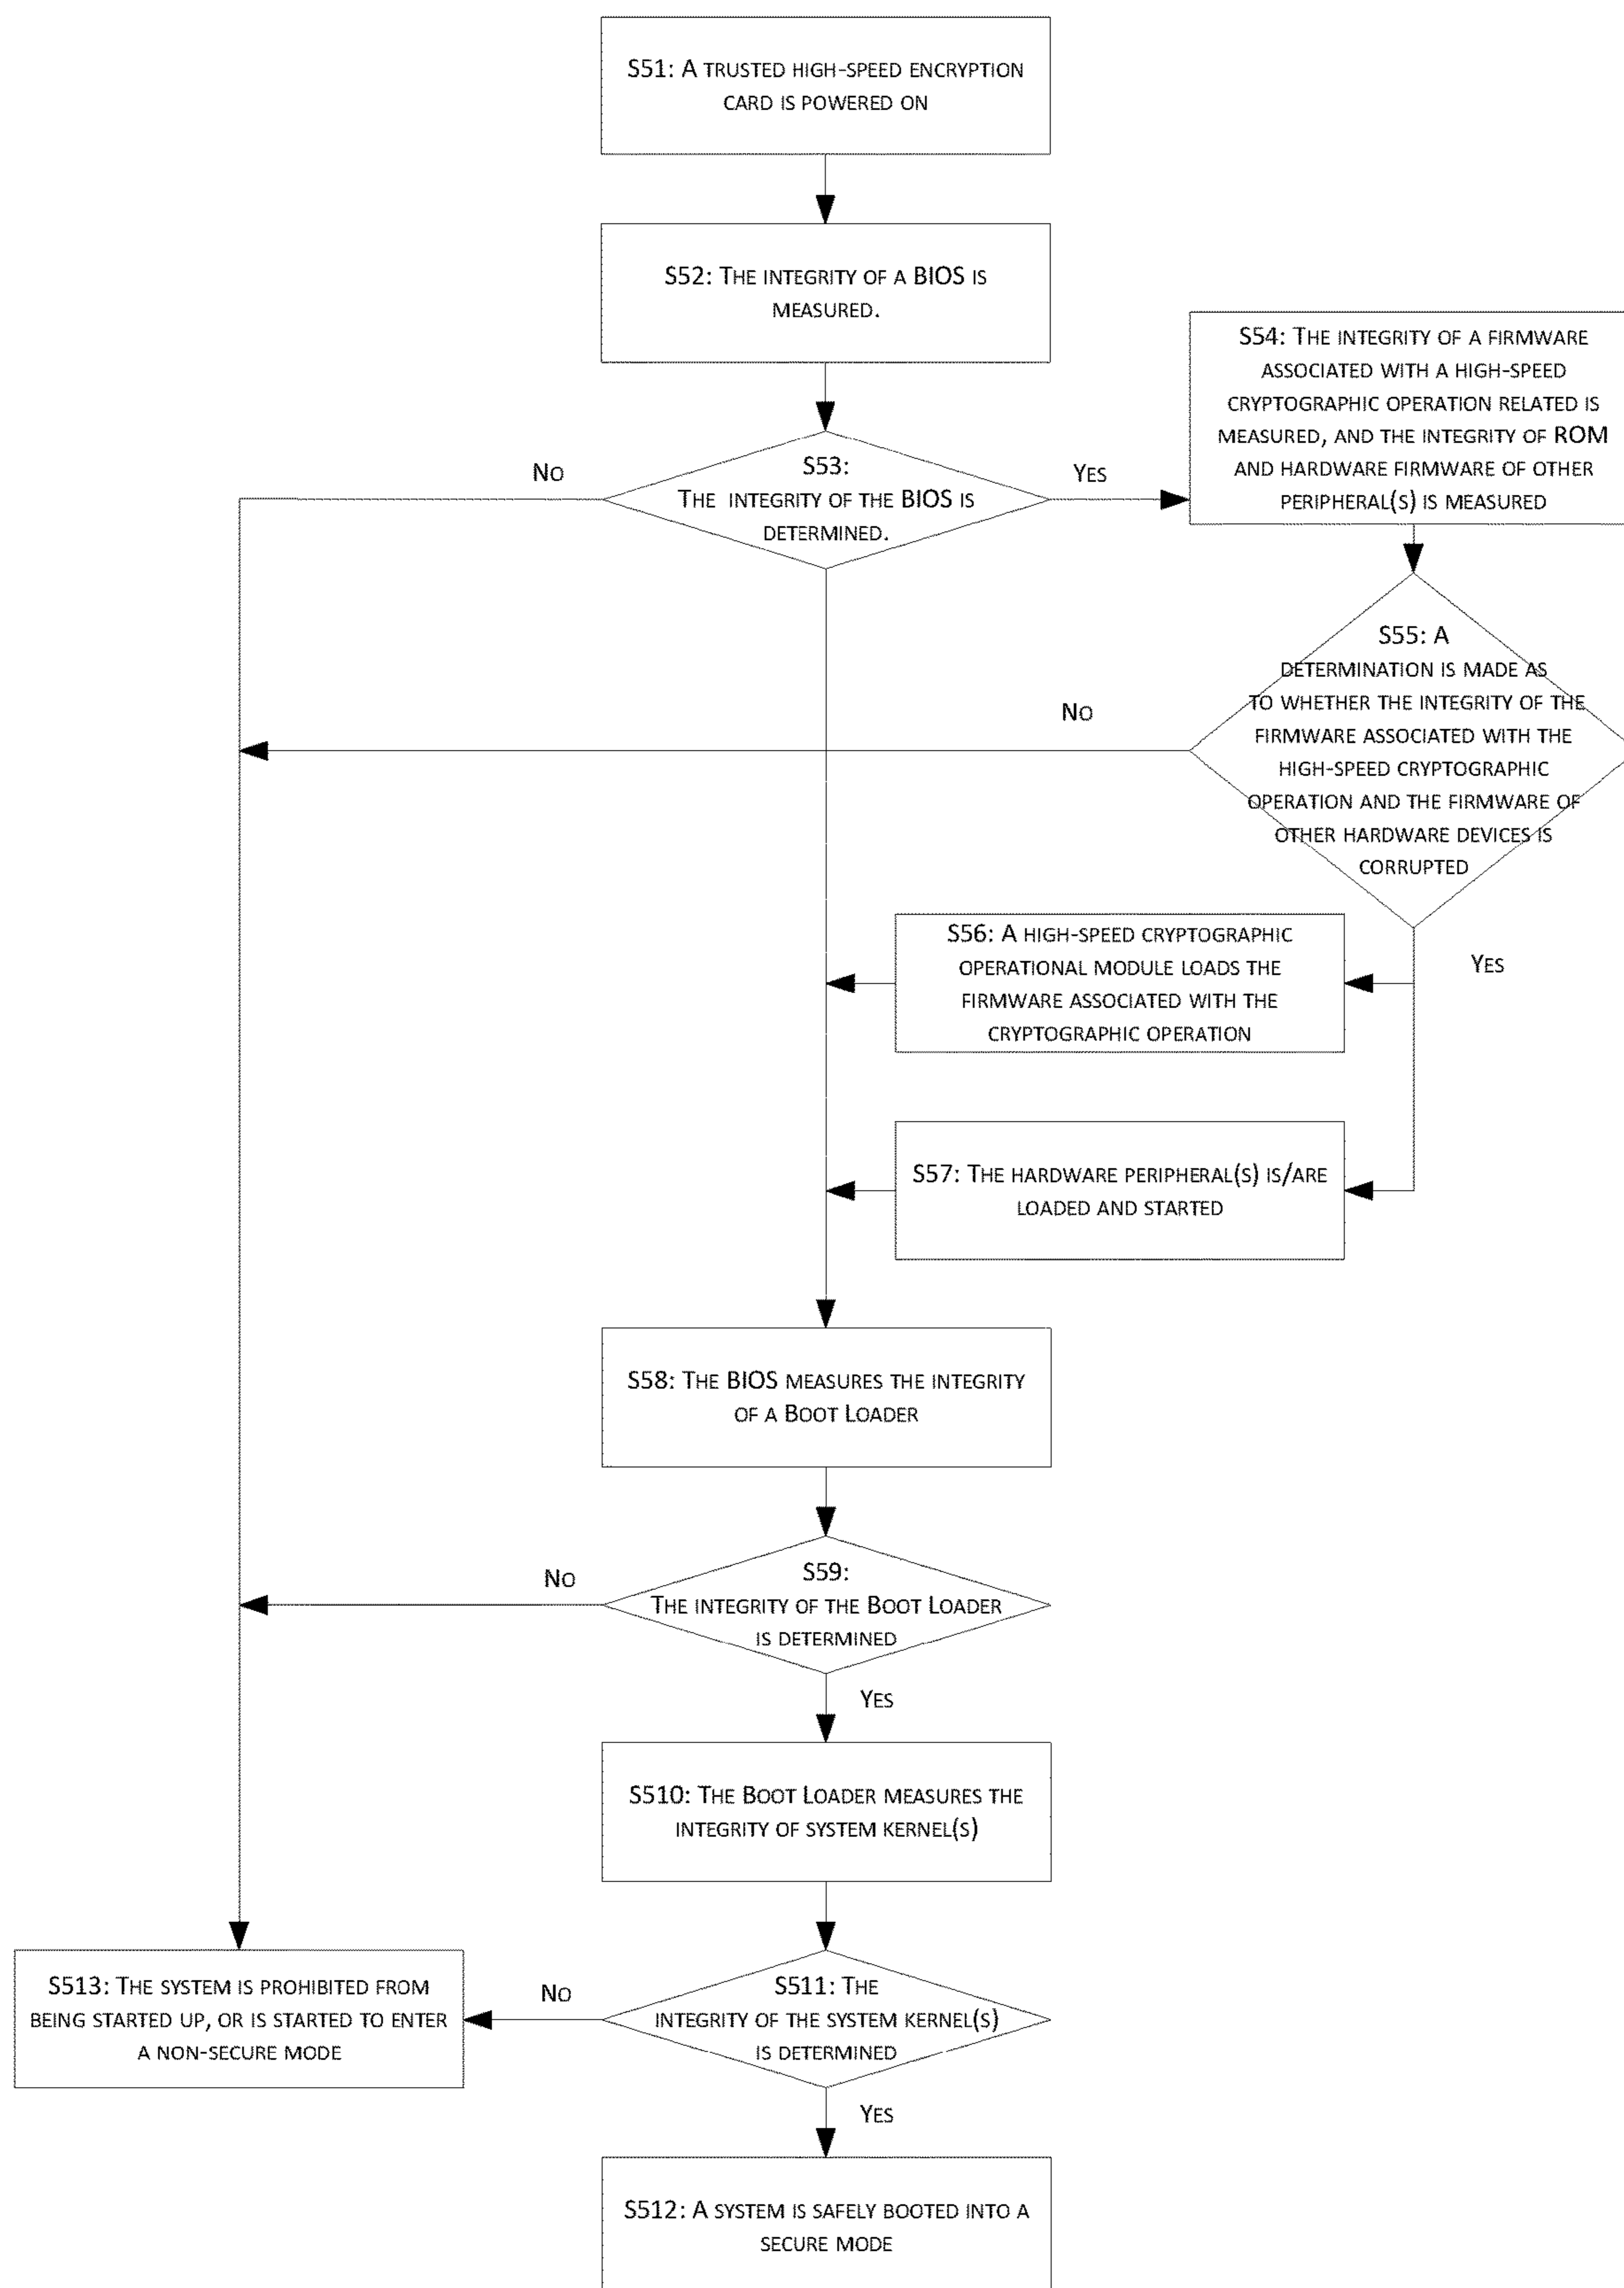 S51: A TRUSTED HIGH-SPEED ENCRYPTION
CARD IS POWERED ON
S52: THE INTEGRITY OF A BIOS IS
MEASURED.
S53:
THE INTEGRITY OF THE BIOS IS
DETERMINED.
NO
YES
S54: THE INTEGRITY OF A FIRMWARE
ASSOCIATED WITH A HIGH-SPEED
CRYPTOGRAPHIC OPERATION RELATED IS
MEASURED, AND THE INTEGRITY OF ROM
AND HARDWARE FIRMWARE OF OTHER
PERIPHERAL(S) IS MEASURED
S55: A
DETERMINATION IS MADE AS
TO WHETHER THE INTEGRITY OF THE
FIRMWARE ASSOCIATED WITH THE
HIGH-SPEED CRYPTOGRAPHIC
OPERATION AND THE FIRMWARE OF
OTHER HARDWARE DEVICES IS
CORRUPTED
NO
YES
S56: A HIGH-SPEED CRYPTOGRAPHIC
OPERATIONAL MODULE LOADS THE
FIRMWARE ASSOCIATED WITH THE
CRYPTOGRAPHIC OPERATION
S57: THE HARDWARE PERIPHERAL(S) IS/ARE
LOADED AND STARTED
S58: THE BIOS MEASURES THE INTEGRITY
OF A BOOT LOADER
S59:
THE INTEGRITY OF THE BOOT LOADER
IS DETERMINED
NO
YES
S510: THE BOOT LOADER MEASURES THE
INTEGRITY OF SYSTEM KERNEL(S)
S511: THE
INTEGRITY OF THE SYSTEM KERNEL(S)
IS DETERMINED
NO
YES
S513: THE SYSTEM IS PROHIBITED FROM
BEING STARTED UP, OR IS STARTED TO ENTER
A NON-SECURE MODE
S512: A SYSTEM IS SAFELY BOOTED INTO A
SECURE MODE